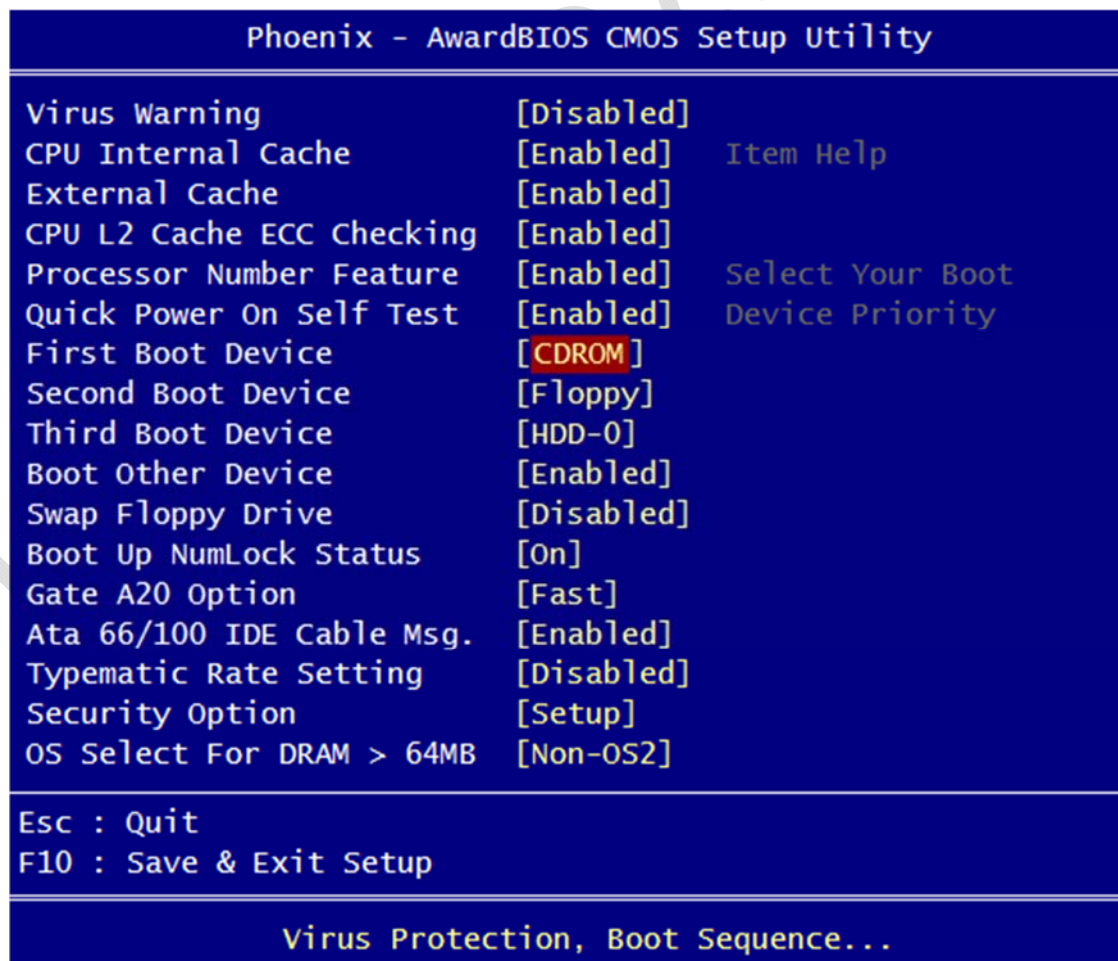 Phoenix - AwardBIOS CMOS Setup Utility
Virus Warning [Disabled]
CPU Internal Cache [Enabled] Item Help
External Cache [Enabled]
CPU L2 Cache ECC Checking [Enabled]
Processor Number Feature [Enabled] Select Your Boot
Quick Power On Self Test [Enabled] Device Priority
First Boot Device [CDROM]
Second Boot Device [Floppy]
Third Boot Device [HDD-0]
Boot Other Device [Enabled]
Swap Floppy Drive [Disabled]
Boot Up NumLock Status [On]
Gate A20 Option [Fast]
Ata 66/100 IDE Cable Msg. [Enabled]
Typematic Rate Setting [Disabled]
Security Option [Setup]
OS Select For DRAM > 64MB [Non-OS2]
Esc : Quit
F10 : Save & Exit Setup
Virus Protection, Boot Sequence...